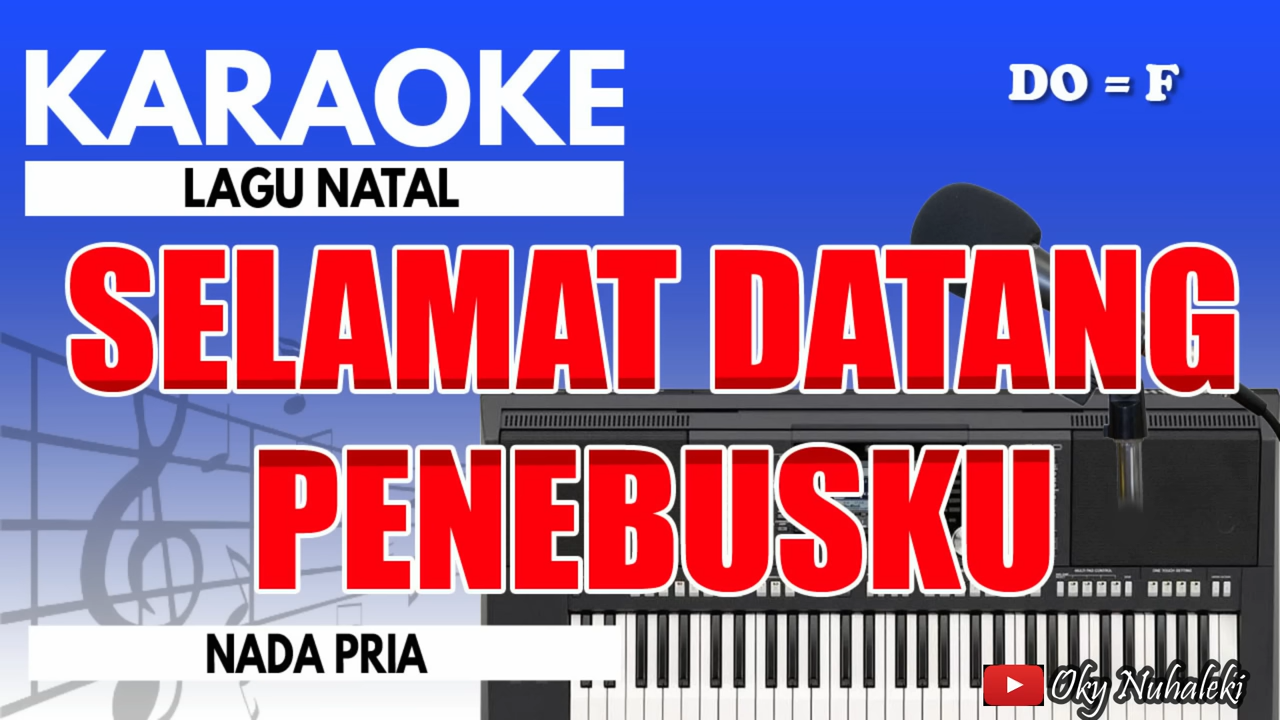 KARAOKE
DO = F
LAGU NATAL
SELAMAT DATANG
PENEBUSKU
NADA PRIA
Oky Nuhaleki